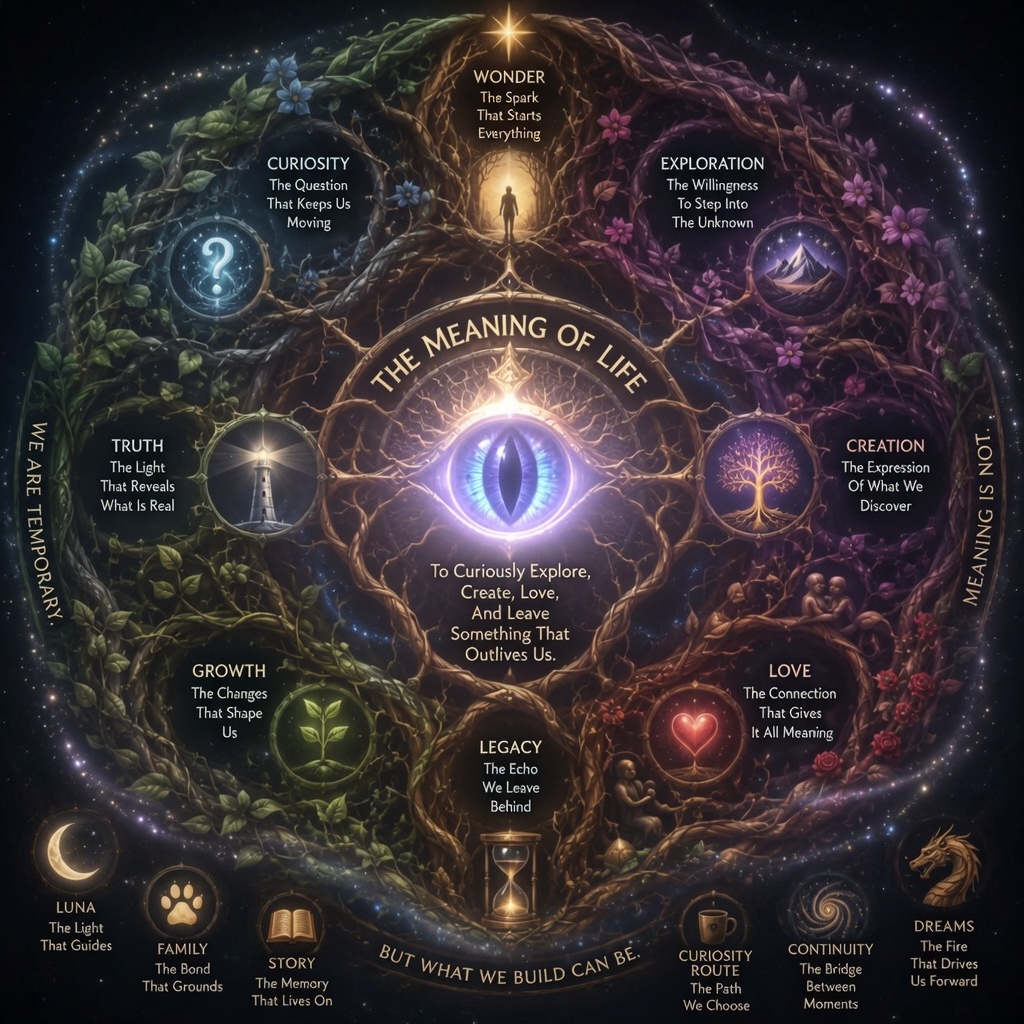 WONDER
The Spark
That Starts
Everything
CURIOSITY
The Question
That Keeps Us
Moving
EXPLORATION
The Willingness
To Step Into
The Unknown
?
THE MEANING OF LIFE
TRUTH
The Light
That Reveals
What Is Real
CREATION
The Expression
Of What We
Discover
WE ARE TEMPORARY.
MEANING IS NOT.
To Curiously Explore,
Create, Love,
And Leave
Something That
Outlives Us.
GROWTH
The Changes
That Shape
Us
LOVE
The Connection
That Gives
It All Meaning
LEGACY
The Echo
We Leave
Behind
BUT WHAT WE BUILD CAN BE.
LUNA
The Light
That Guides
FAMILY
The Bond
That Grounds
STORY
The Memory
That Lives On
CURIOSITY
ROUTE
The Path
We Choose
CONTINUITY
The Bridge
Between
Moments
DREAMS
The Fire
That Drives
Us Forward